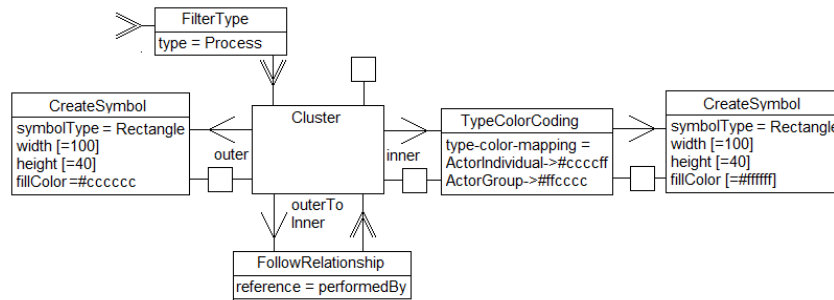 FilterType
type = Process
CreateSymbol
symbolType = Rectangle
width [=100]
height [=40]
fillColor =#cccccc
outer
Cluster
inner
outerTo
Inner
TypeColorCoding
type-color-mapping =
ActorIndividual->#ccccff
ActorGroup->#ffcccc
CreateSymbol
symbolType = Rectangle
width [=100]
height [=40]
fillColor [=#ffffff]
FollowRelationship
reference = performedBy